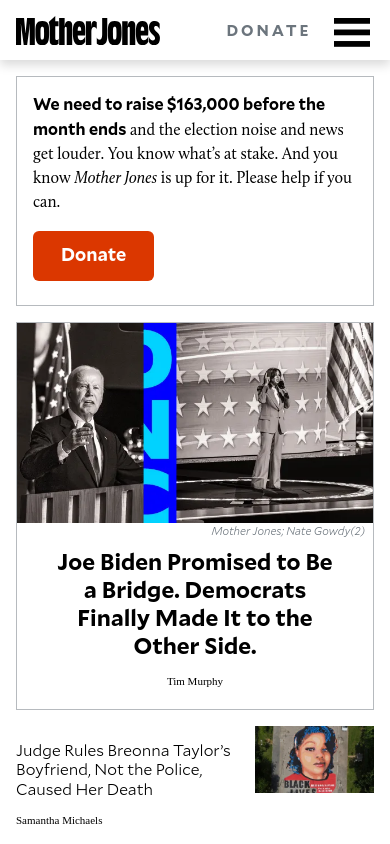 Mother Jones
DONATE
We need to raise $163,000 before the
month ends and the election noise and news
get louder. You know what’s at stake. And you
know Mother Jones is up for it. Please help if you
can.
Donate
Mother Jones; Nate Gowdy(2)
Joe Biden Promised to Be
a Bridge. Democrats
Finally Made It to the
Other Side.
Tim Murphy
Judge Rules Breonna Taylor’s
Boyfriend, Not the Police,
Caused Her Death
Samantha Michaels
BLACK